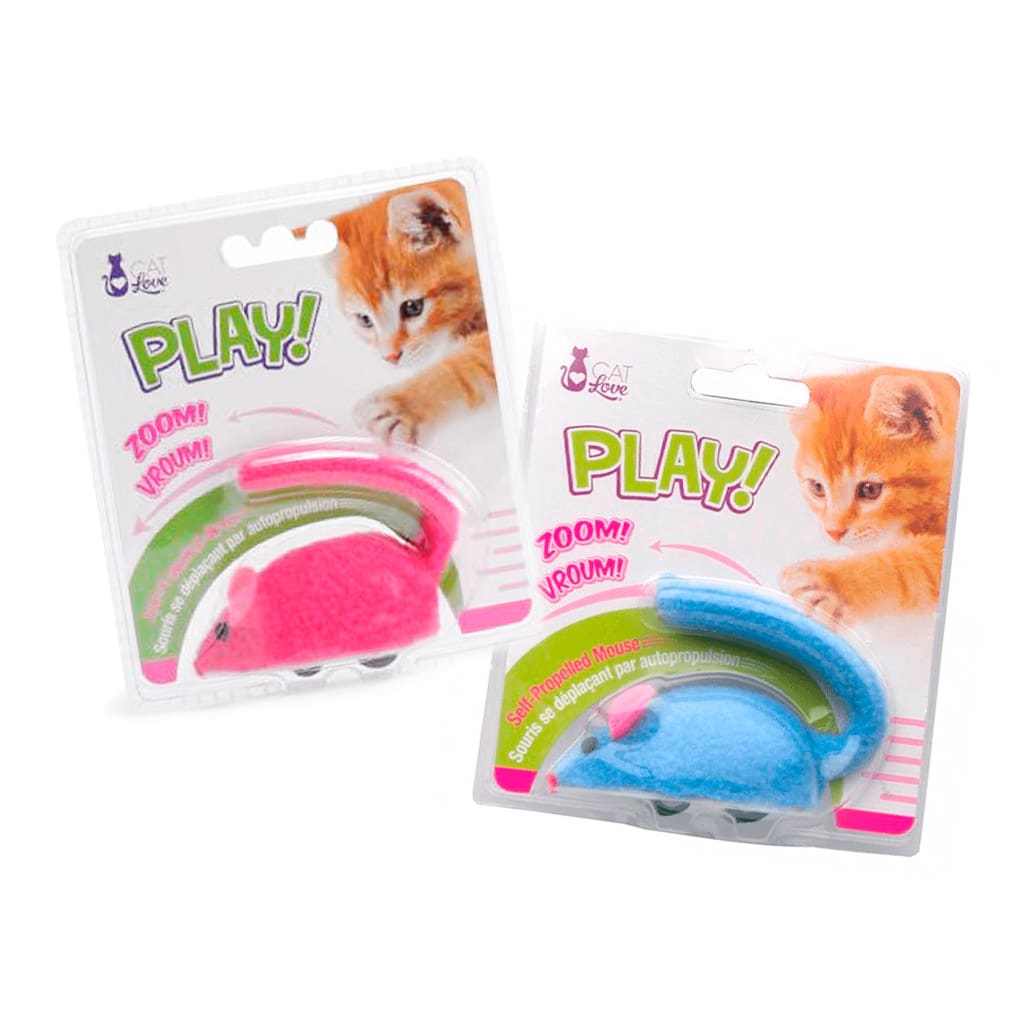 CAT
Love
PLAY!
ZOOM!
VROUM!
Souris se déplaçant par autopropulsion
CAT
Love
PLAY!
ZOOM!
VROUM!
Self-Propelled Mouse
Souris se déplaçant par autopropulsion